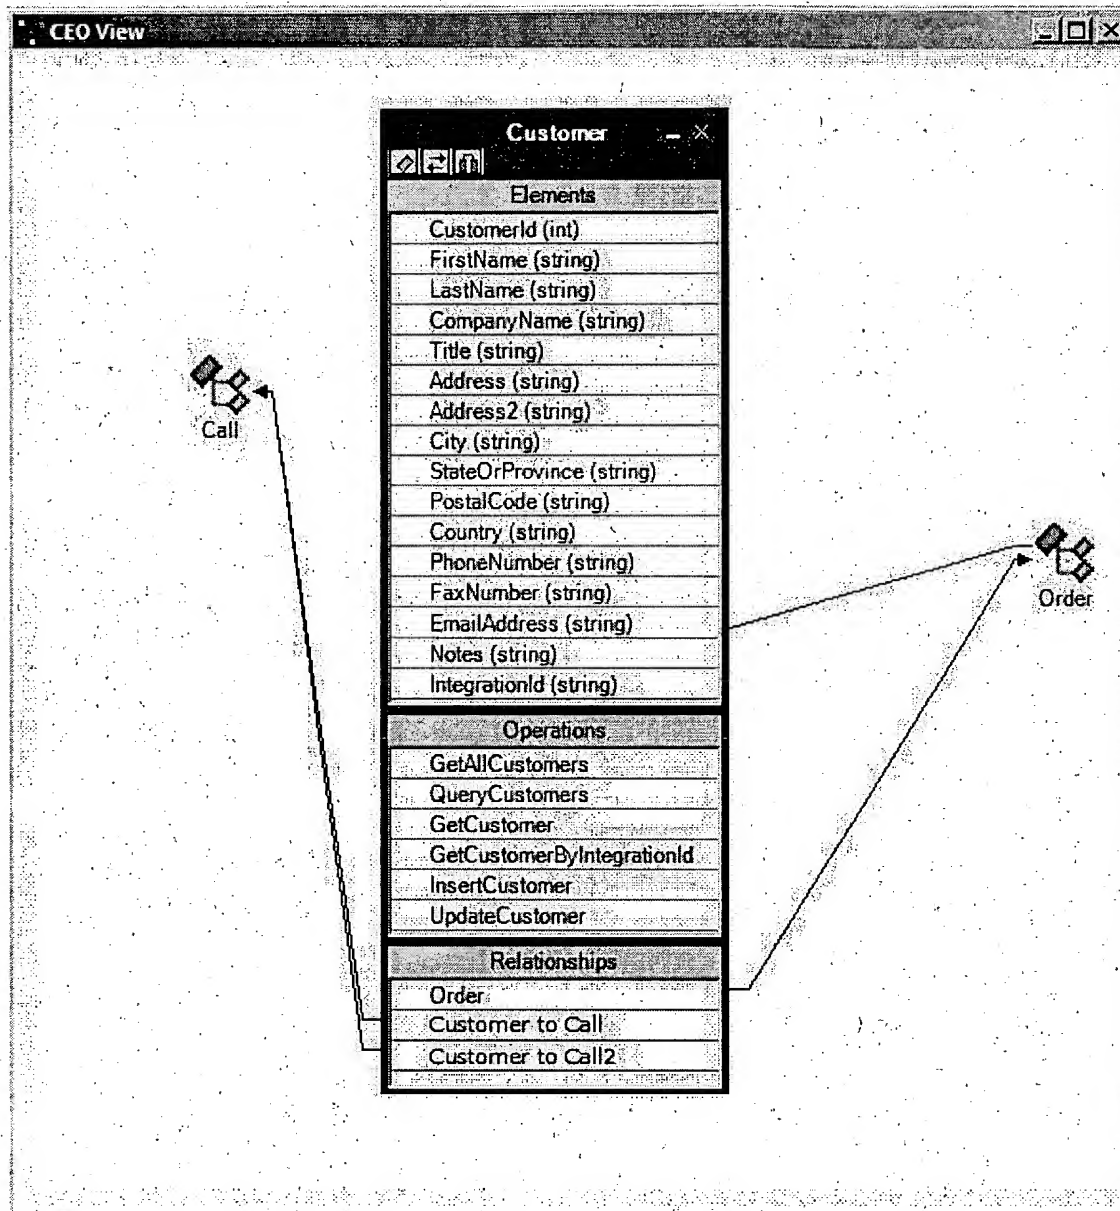 CEO View
Customer
Elements
CustomerId (int)
FirstName (string)
LastName (string)
CompanyName (string)
Title (string)
Address (string)
Address2 (string)
City (string)
StateOrProvince (string)
PostalCode (string)
Country (string)
PhoneNumber (string)
FaxNumber (string)
EmailAddress (string)
Notes (string)
IntegrationId (string)
Operations
GetAllCustomers
QueryCustomers
GetCustomer
GetCustomerByIntegrationId
InsertCustomer
UpdateCustomer
Relationships
Order
Customer to Call
Customer to Call2
Call
Order